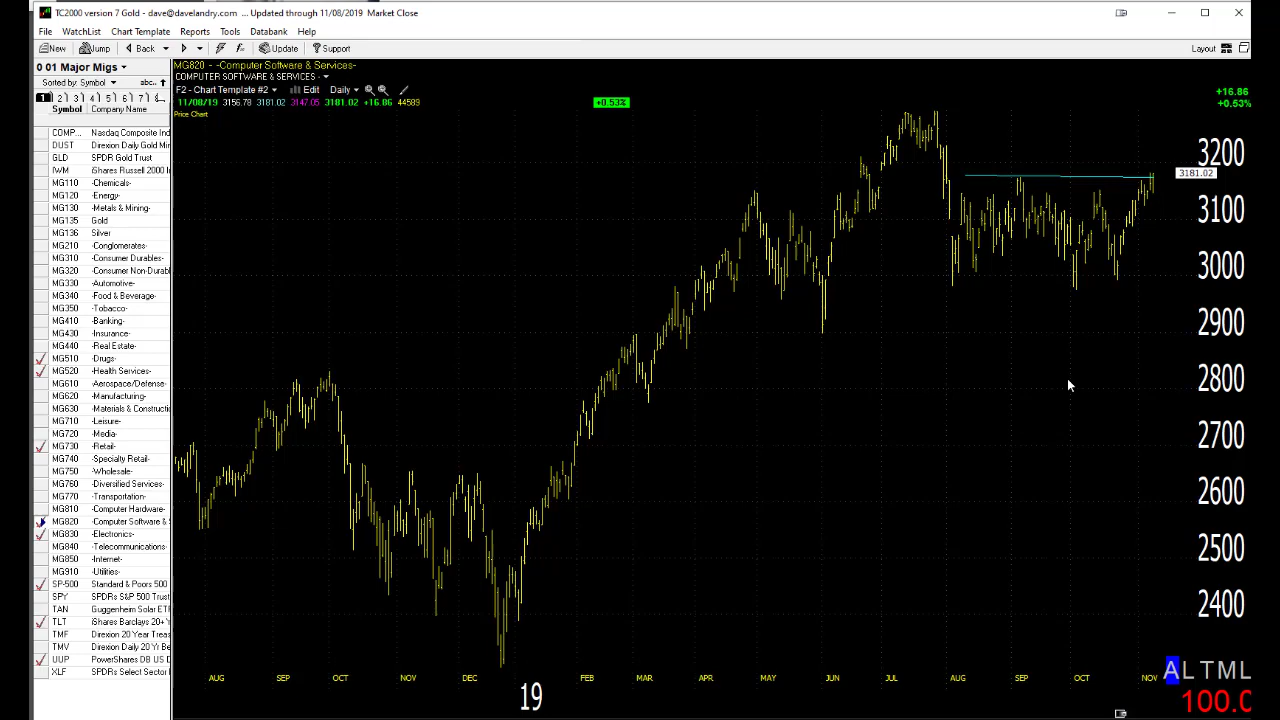 TC2000 version 7 Gold - dave@davelandry.com ... Updated through 11/08/2019 Market Close
File WatchList Chart Template Reports Tools Databank Help
New Jump Back Update Support Layout
0 01 Major Migs
Sorted by: Symbol abc..
1 2 3 4 5 6 7
Symbol Company Name
COMP... Nasdaq Composite Ind
DUST Direxion Daily Gold Mir
GLD SPDR Gold Trust
IWM iShares Russell 2000 In
MG110 -Chemicals-
MG120 -Energy-
MG130 -Metals & Mining-
MG135 Gold
MG136 Silver
MG210 -Conglomerates-
MG310 -Consumer Durables-
MG320 -Consumer Non-Durabl
MG330 -Automotive-
MG340 -Food & Beverage-
MG350 -Tobacco-
MG410 -Banking-
MG430 -Insurance-
MG440 -Real Estate-
MG510 -Drugs-
MG520 -Health Services-
MG610 -Aerospace/Defense-
MG620 -Manufacturing-
MG630 -Materials & Constructi
MG710 -Leisure-
MG720 -Media-
MG730 -Retail-
MG740 -Specialty Retail-
MG750 -Wholesale-
MG760 -Diversified Services-
MG770 -Transportation-
MG810 -Computer Hardware-
MG820 -Computer Software & S
MG830 -Electronics-
MG840 -Telecommunications-
MG850 -Internet-
MG910 -Utilities-
SP-500 Standard & Poors 500
SPY SPDRs S&P 500 Trust
TAN Guggenheim Solar ETF
TLT iShares Barclays 20+ Y
TMF Direxion 20 Year Treas
TMV Direxion Daily 20 Yr Be
UUP PowerShares DB US D
XLF SPDRs Select Sector
MG820 - -Computer Software & Services-
COMPUTER SOFTWARE & SERVICES -
F2 - Chart Template #2 Edit Daily
11/08/19 3156.78 3181.02 3147.05 3181.02 +16.86 44589
+0.53%
+16.86
+0.53%
Price Chart
3200
3181.02
3100
3000
2900
2800
2700
2600
2500
2400
AUG SEP OCT NOV DEC 19 FEB MAR APR MAY JUN JUL AUG SEP OCT NOV
ALTML
100.0